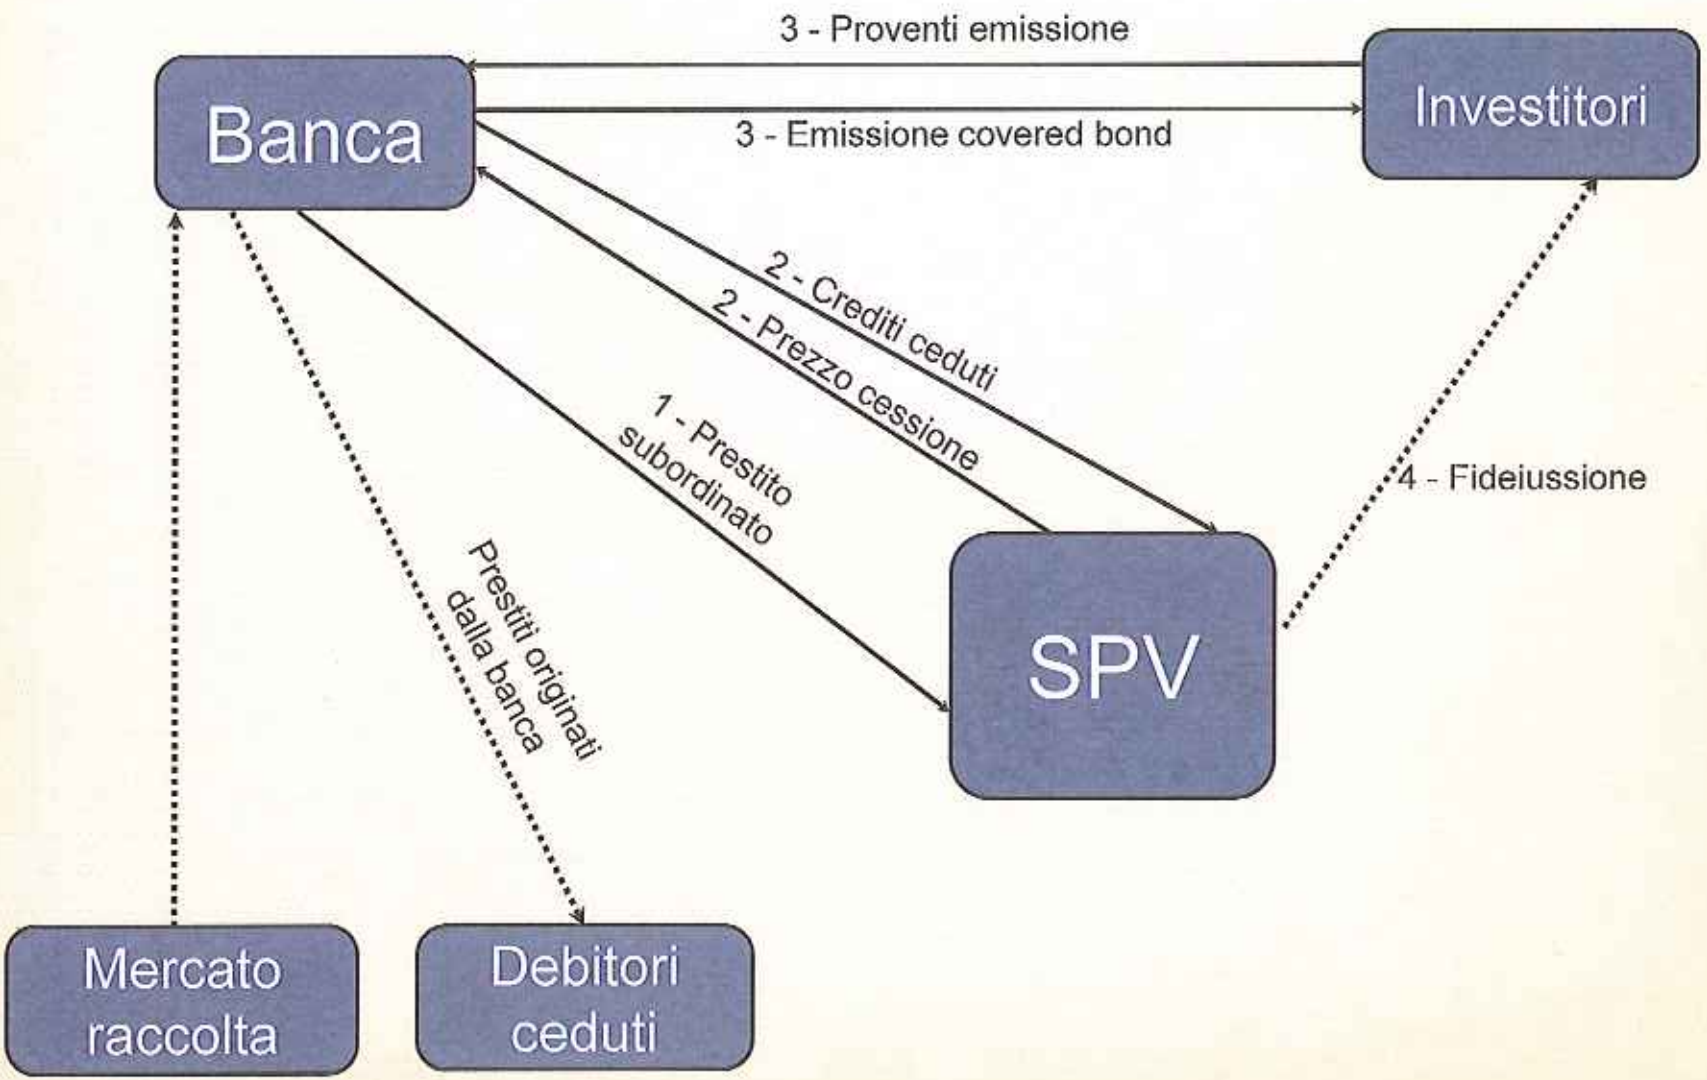 3 - Proventi emissione
Banca
Investitori
3 - Emissione covered bond
2 - Crediti ceduti
2 - Prezzo cessione
1 - Prestito
subordinato
4 - Fideiussione
Prestiti originati
dalla banca
SPV
Mercato
raccolta
Debitori
ceduti